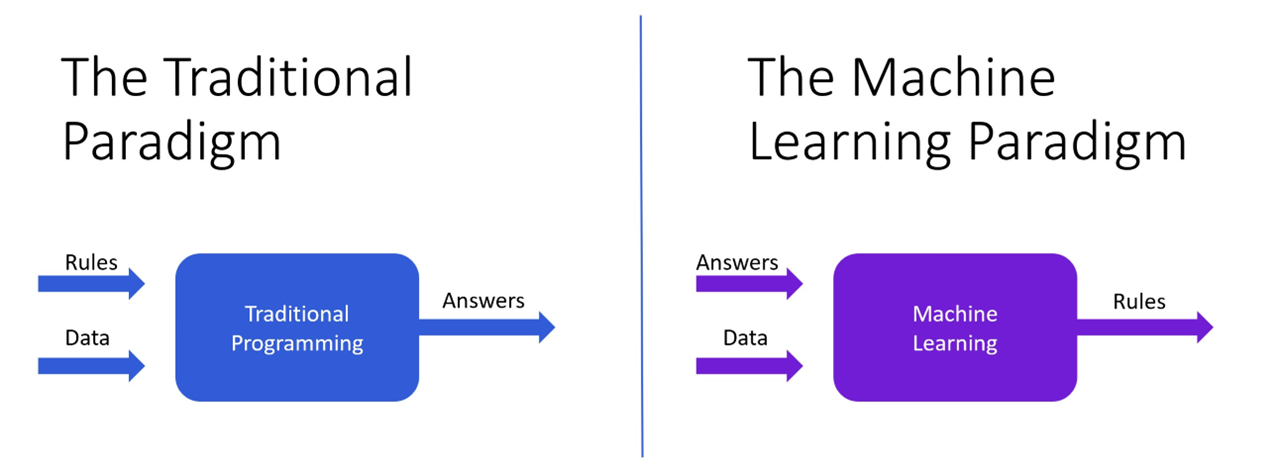 The Traditional
Paradigm
Rules
Data
Traditional
Programming
Answers
The Machine
Learning Paradigm
Answers
Data
Machine
Learning
Rules